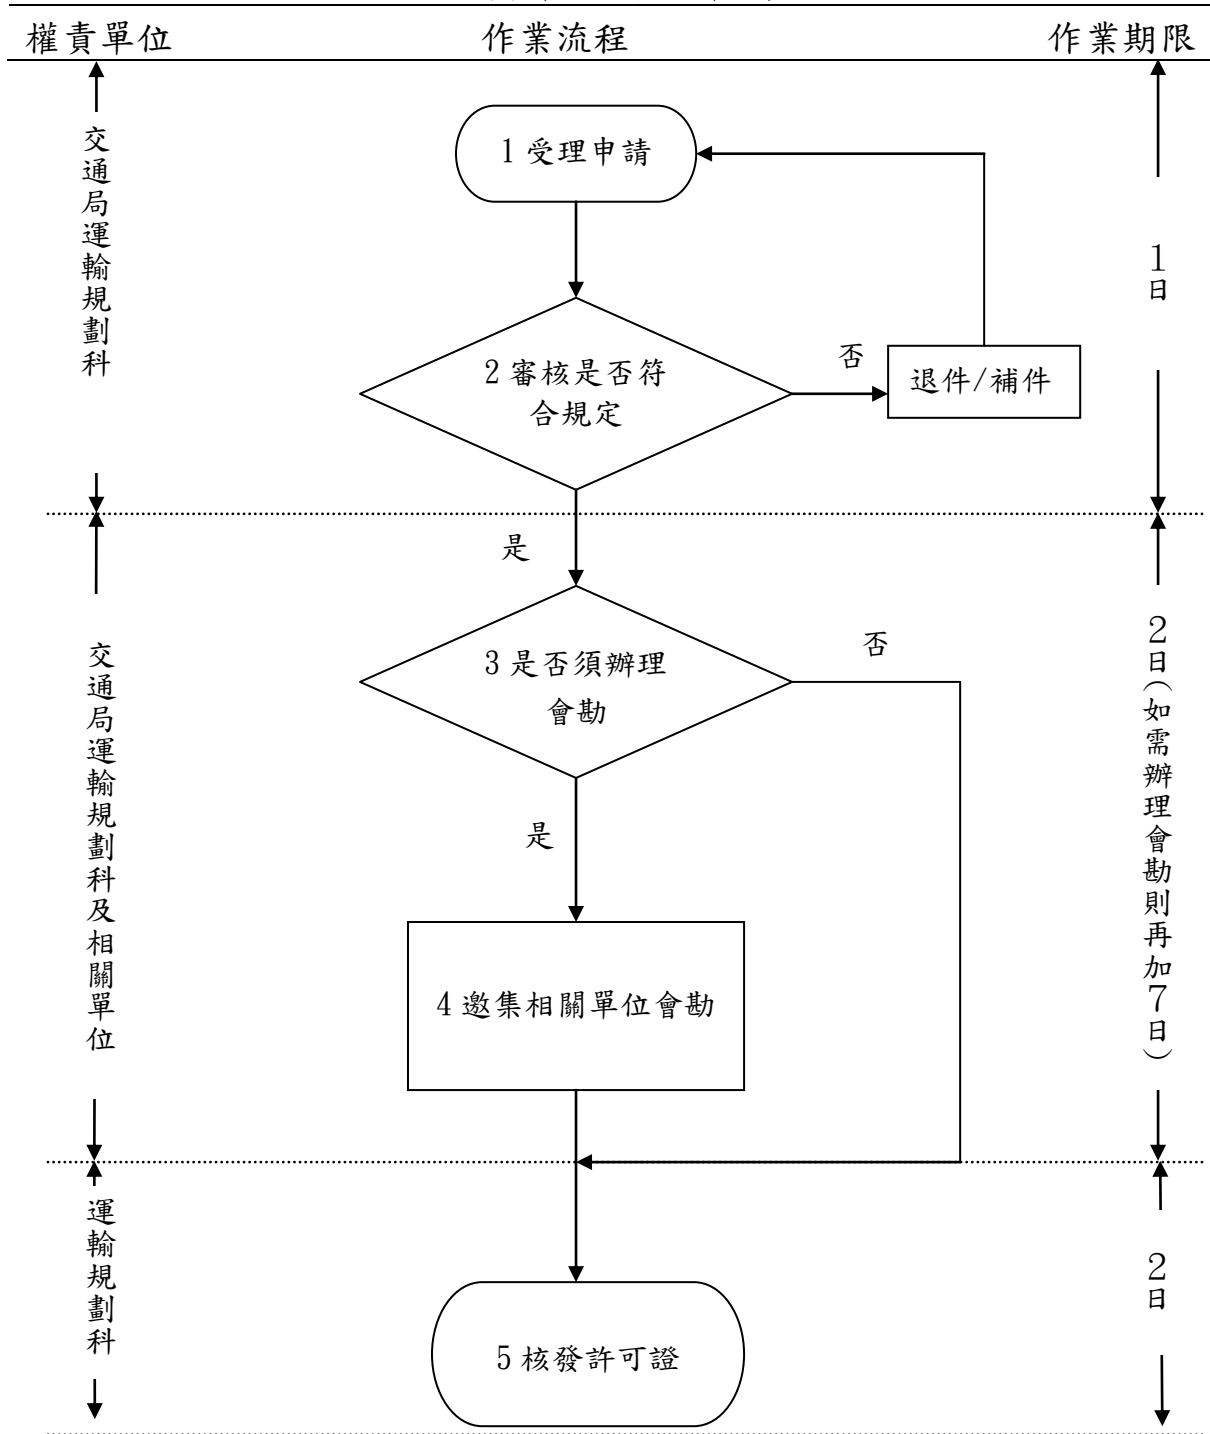 權責單位
作業流程
作業期限
交通局運輸規劃科
1受理申請
1日
2審核是否符
合規定
否
退件/補件
是
交通局運輸規劃科及相關單位
3是否須辦理
會勘
否
2日(如需辦理會勘則再加7日)
是
4邀集相關單位會勘
運輸規劃科
2日
5核發許可證